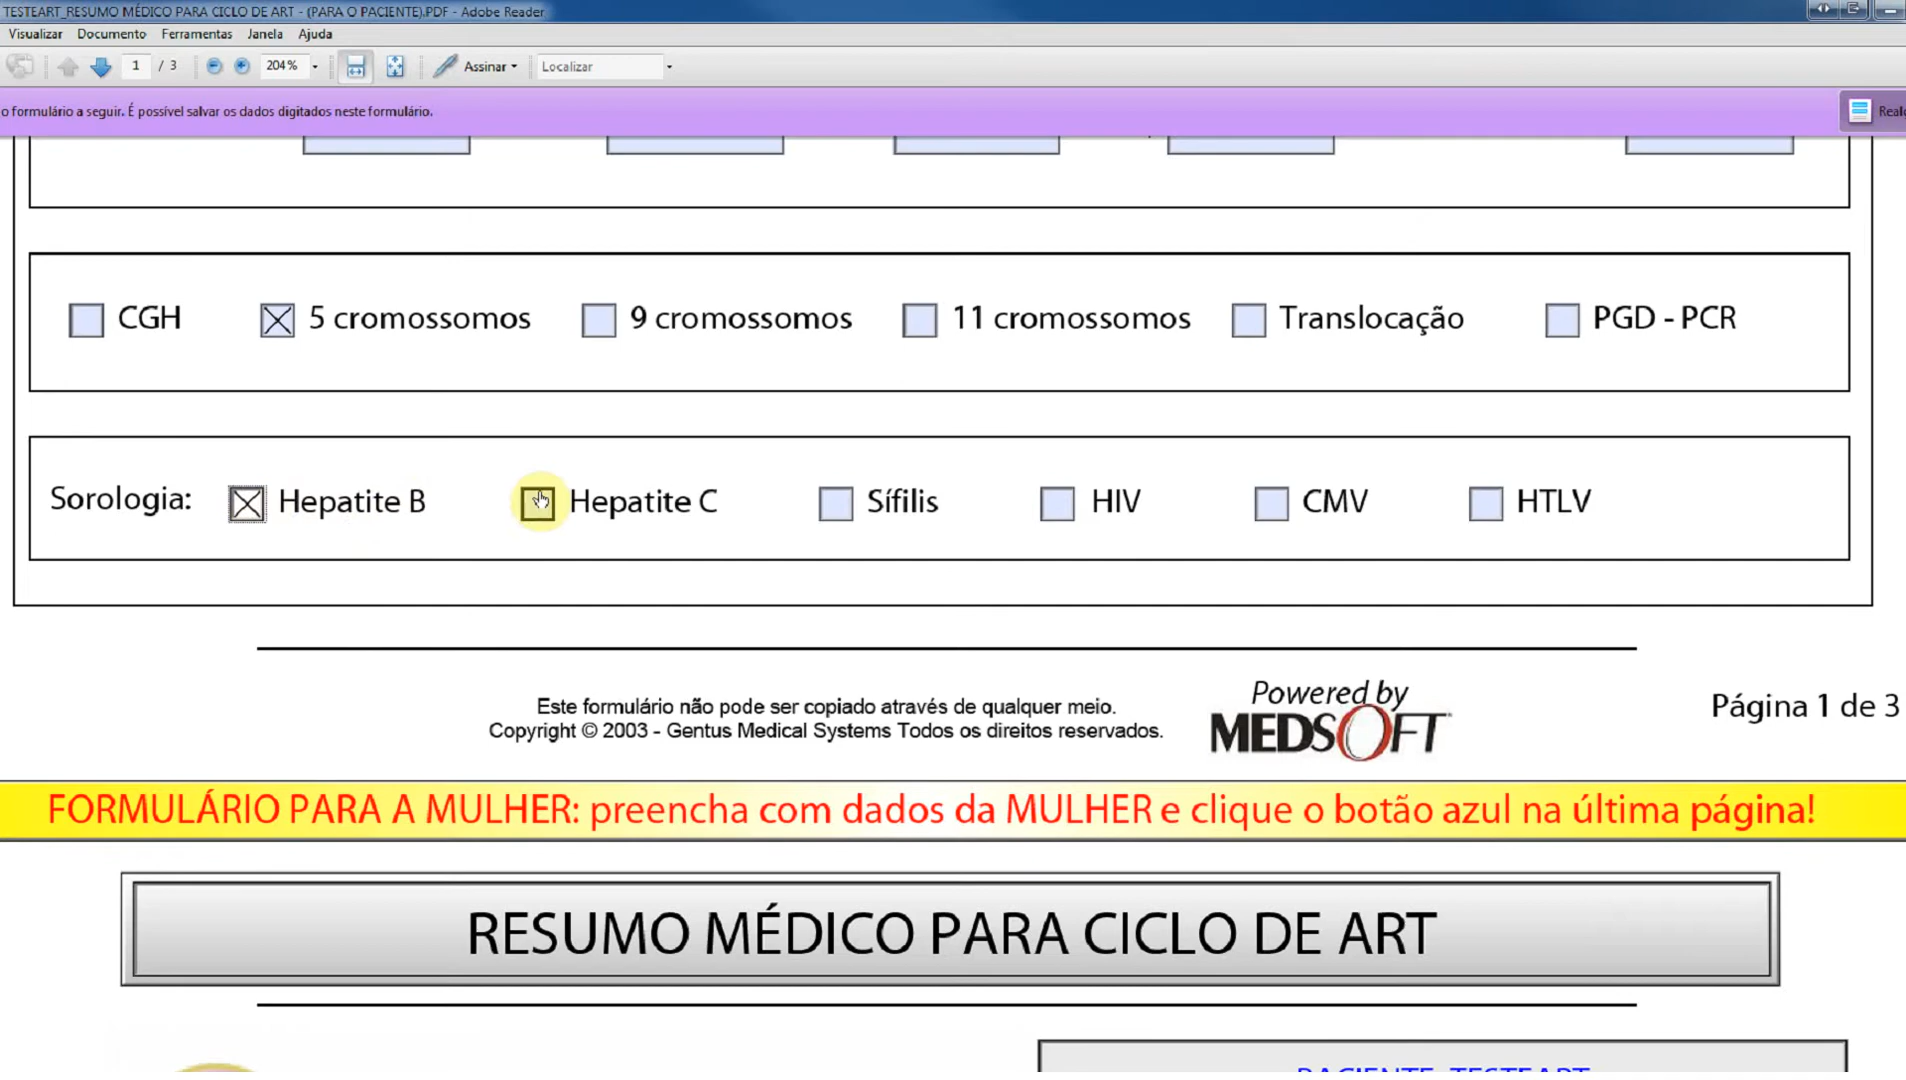 TESTEART_RESUMO MÉDICO PARA CICLO DE ART - (PARA O PACIENTE).PDF - Adobe Reader
Visualizar Documento Ferramentas Janela Ajuda
1 / 3 204% Assinar Localizar
o formulário a seguir. É possível salvar os dados digitados neste formulário.
CGH 5 cromossomos 9 cromossomos 11 cromossomos Translocação PGD - PCR
Sorologia: Hepatite B Hepatite C Sífilis HIV CMV HTLV
Este formulário não pode ser copiado através de qualquer meio.
Copyright © 2003 - Gentus Medical Systems Todos os direitos reservados.
Powered by
MEDSOFT
Página 1 de 3
FORMULÁRIO PARA A MULHER: preencha com dados da MULHER e clique o botão azul na última página!
RESUMO MÉDICO PARA CICLO DE ART